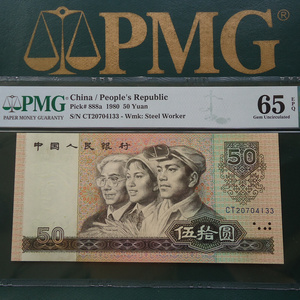 PMG
PMG
PAPER MONEY GUARANTY
China / People's Republic
Pick# 888a 1980 50 Yuan
S/N CT20704133 - Wmk: Steel Worker
65 EPQ
Gem Uncirculated
中国人民银行
50
CT20704133
50
伍拾圆